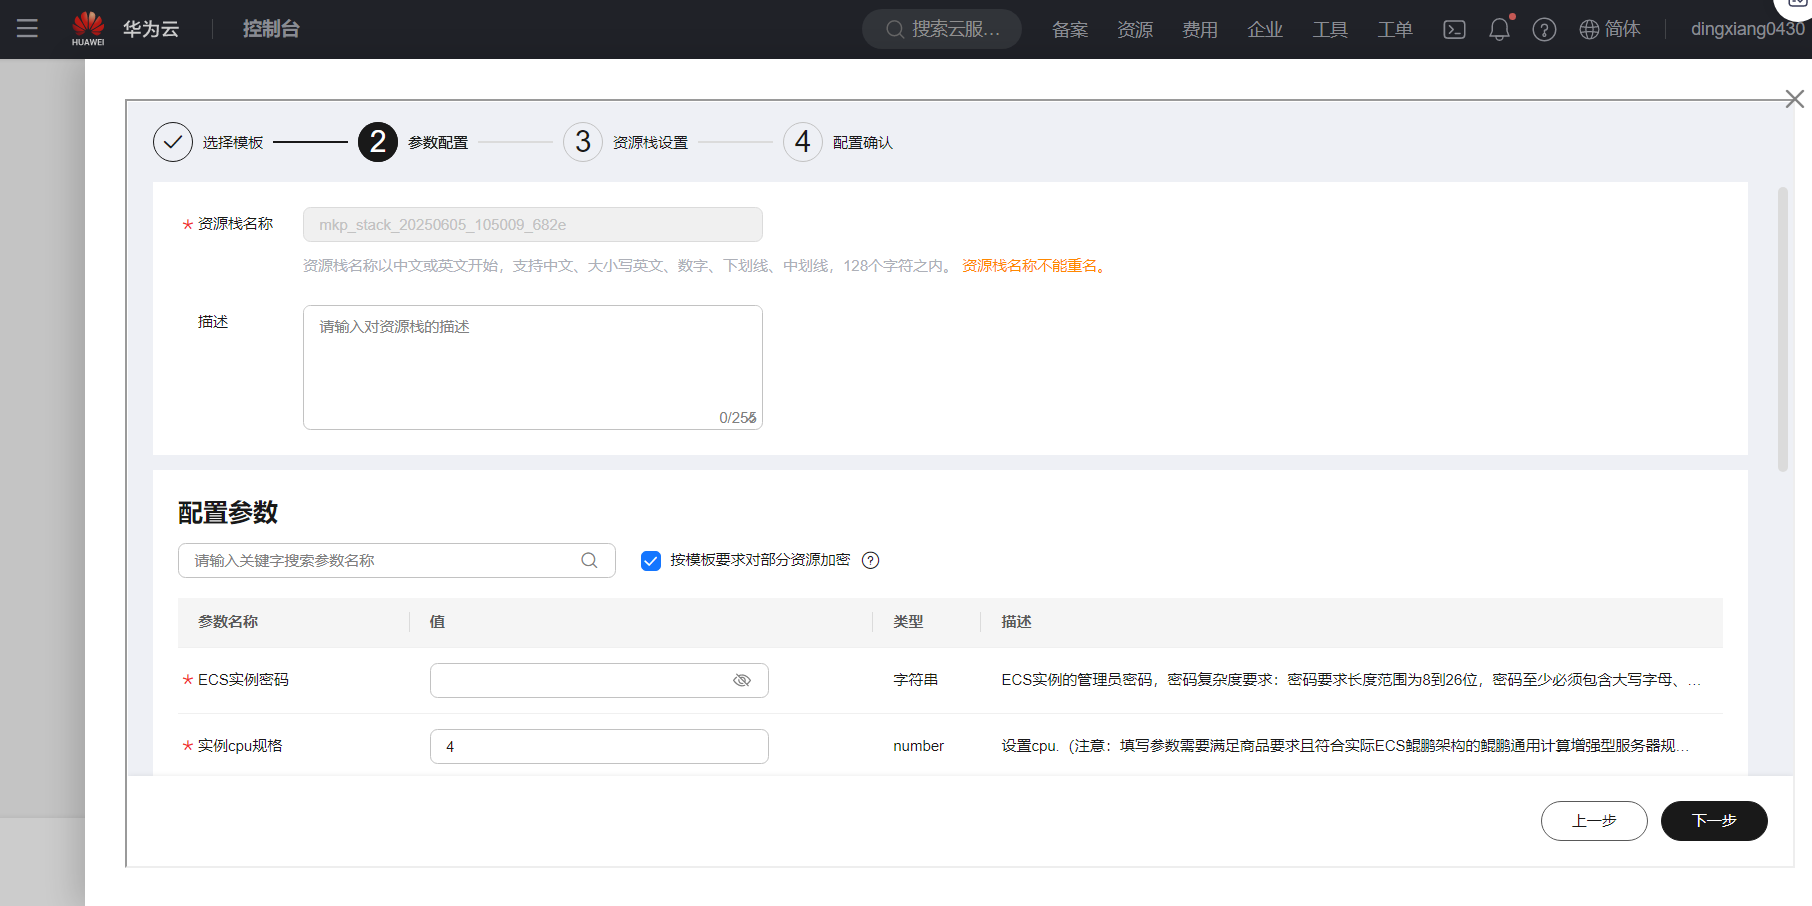 HUAWEI
华为云
控制台
搜索云服...
备案
资源
费用
企业
工具
工单
简体
dingxiang0430
选择模板
2
参数配置
3
资源栈设置
4
配置确认
* 资源栈名称
mkp_stack_20250605_105009_682e
资源栈名称以中文或英文开始，支持中文、大小写英文、数字、下划线、中划线，128个字符之内。 资源栈名称不能重名。
描述
请输入对资源栈的描述
0/255
配置参数
请输入关键字搜索参数名称
按模板要求对部分资源加密
参数名称
值
类型
描述
* ECS实例密码
字符串
ECS实例的管理员密码，密码复杂度要求：密码要求长度范围为8到26位，密码至少必须包含大写字母、...
* 实例cpu规格
4
number
设置cpu.（注意：填写参数需要满足商品要求且符合实际ECS鲲鹏架构的鲲鹏通用计算增强型服务器规...
上一步
下一步